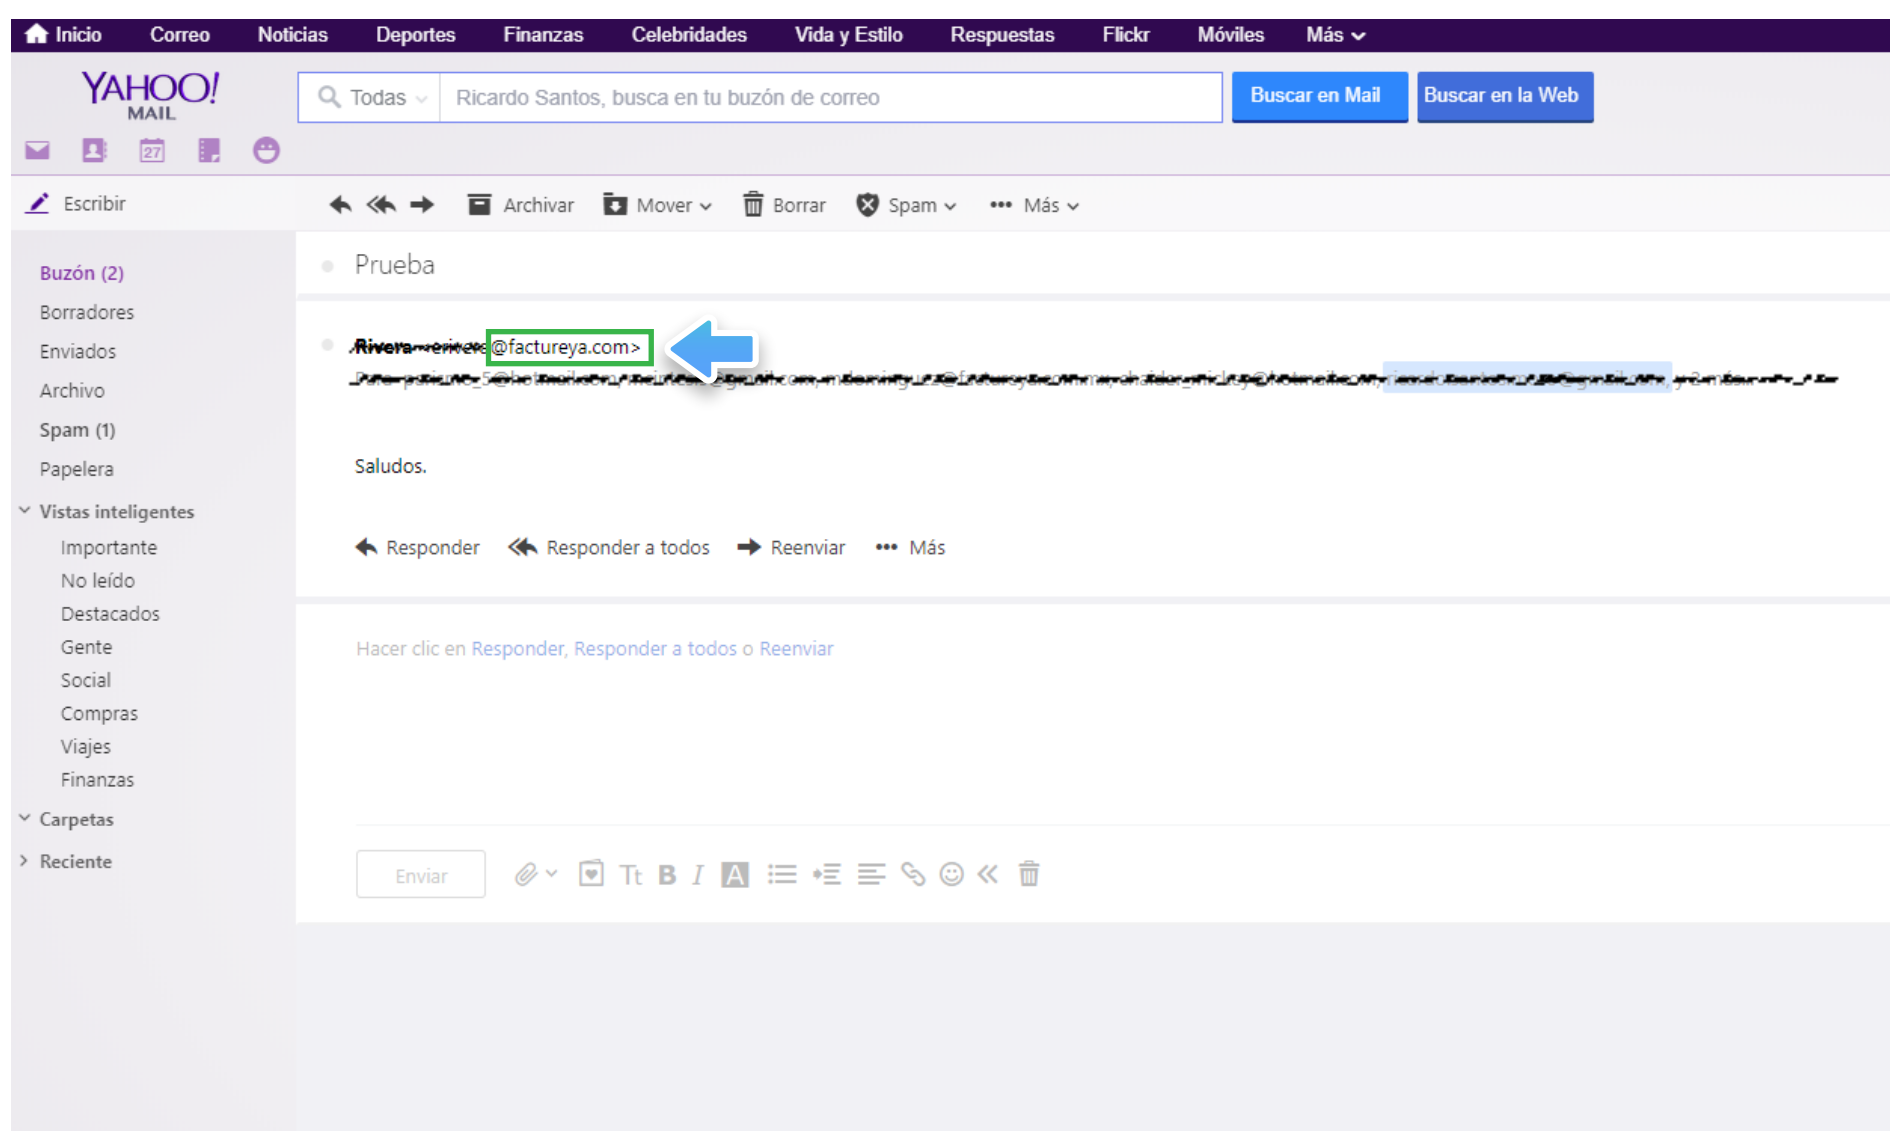 Inicio Correo Noticias Deportes Finanzas Celebridades Vida y Estilo Respuestas Flickr Móviles Más
YAHOO!
MAIL
Todas Ricardo Santos, busca en tu buzón de correo Buscar en Mail Buscar en la Web
27
Escribir
Archivar Mover Borrar Spam ••• Más
Prueba
Buzón (2)
Borradores
Enviados
Archivo
Spam (1)
Papelera
Vistas inteligentes
Importante
No leído
Destacados
Gente
Social
Compras
Viajes
Finanzas
Carpetas
Reciente
@factureya.com>
Saludos.
Responder Responder a todos Reenviar ••• Más
Hacer clic en Responder, Responder a todos o Reenviar
Enviar Tt B I A